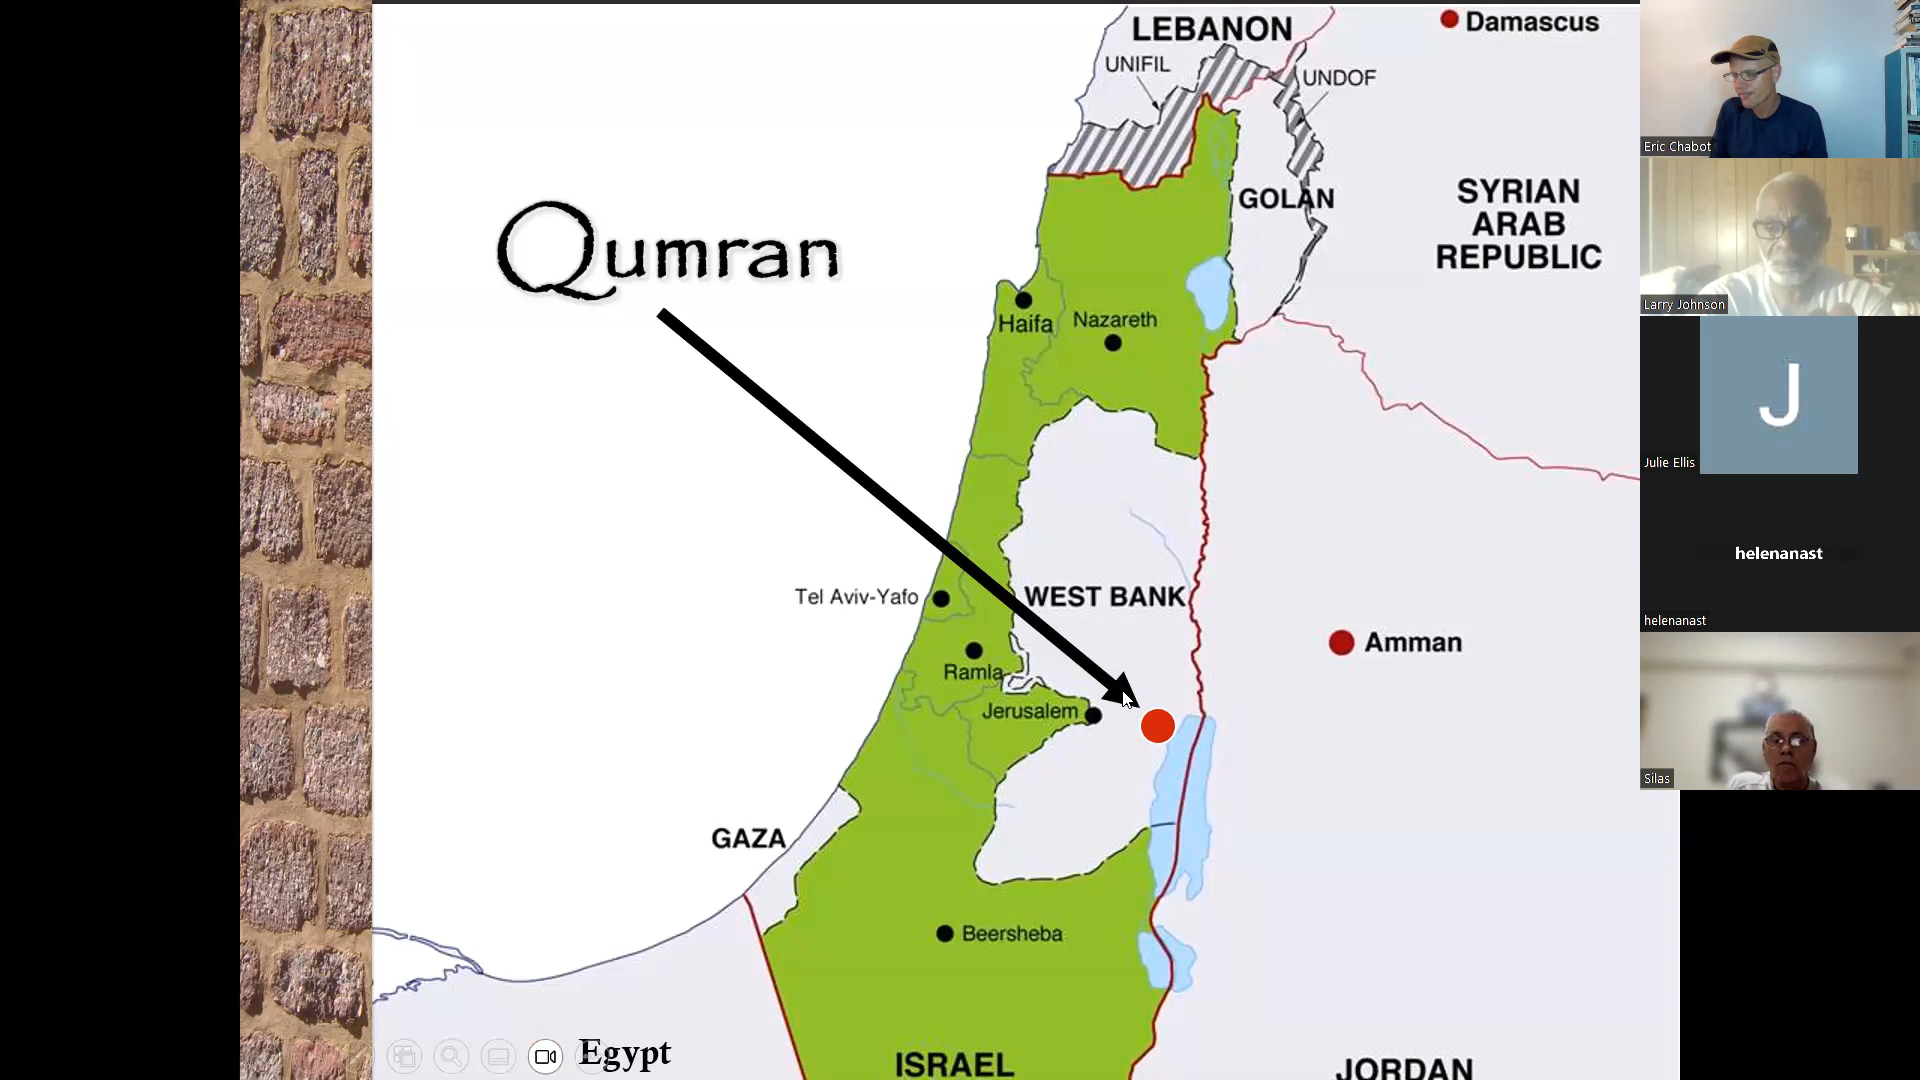 LEBANON
Damascus
UNIFIL
UNDOF
GOLAN
SYRIAN
ARAB
REPUBLIC
Qumran
Haifa
Nazareth
Tel Aviv-Yafo
WEST BANK
Amman
Ramla
Jerusalem
GAZA
Beersheba
Egypt
ISRAEL
JORDAN
Eric Chabot
Larry Johnson
J
Julie Ellis
helenanast
helenanast
Silas